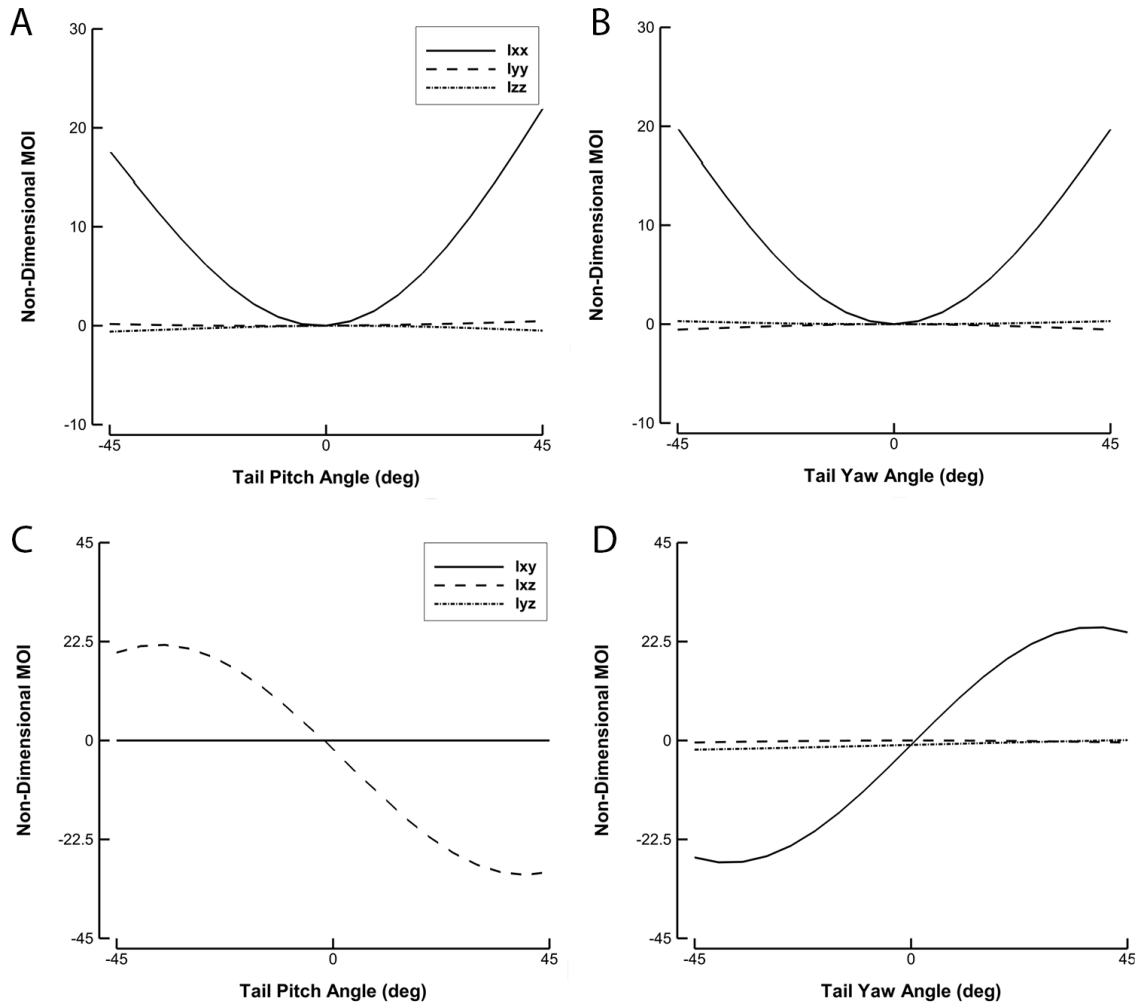 A
30
20
10
0
-10
Non-Dimensional MOI
Ixx
Iyy
Izz
-45
0
45
Tail Pitch Angle (deg)
B
30
20
10
0
-10
Non-Dimensional MOI
-45
0
45
Tail Yaw Angle (deg)
C
45
22.5
0
-22.5
-45
Non-Dimensional MOI
Ixy
Ixz
Iyz
-45
0
45
Tail Pitch Angle (deg)
D
45
22.5
0
-22.5
-45
Non-Dimensional MOI
-45
0
45
Tail Yaw Angle (deg)